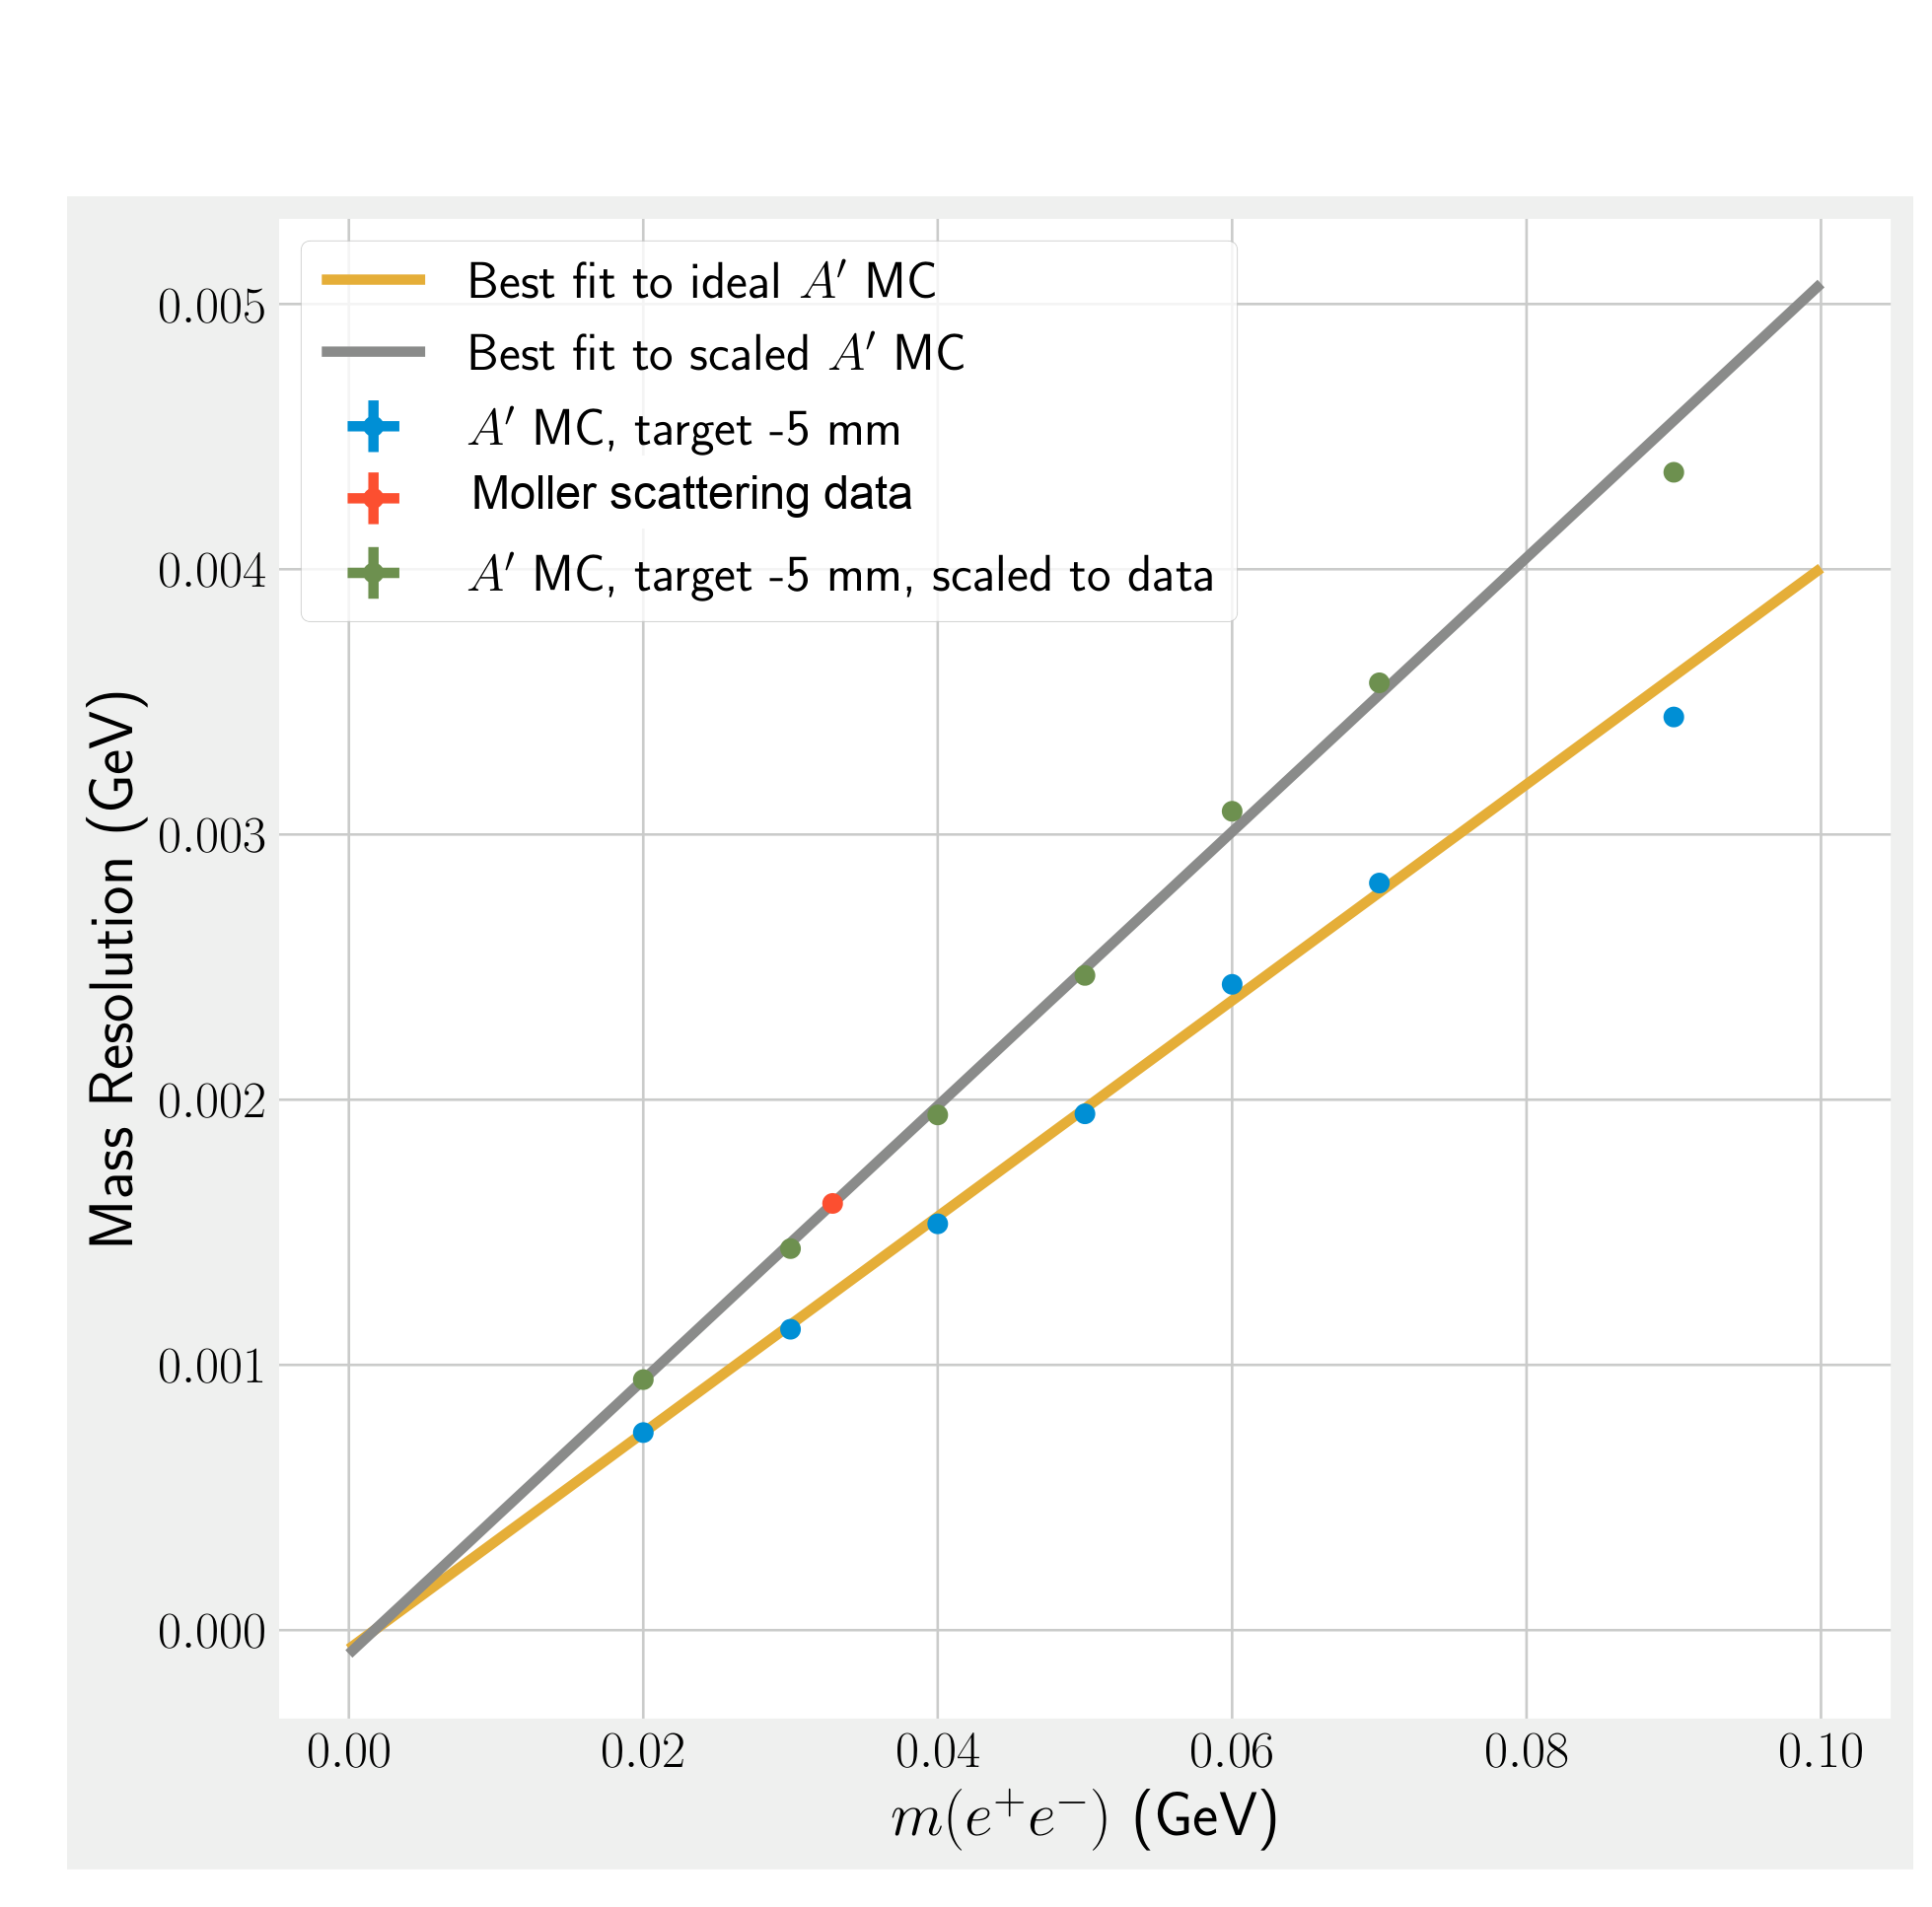 Best fit to ideal A′ MC
Best fit to scaled A′ MC
A′ MC, target -5 mm
Moller scattering data
A′ MC, target -5 mm, scaled to data
Mass Resolution (GeV)
0.005
0.004
0.003
0.002
0.001
0.000
0.00 0.02 0.04 0.06 0.08 0.10
m(e⁺e⁻) (GeV)